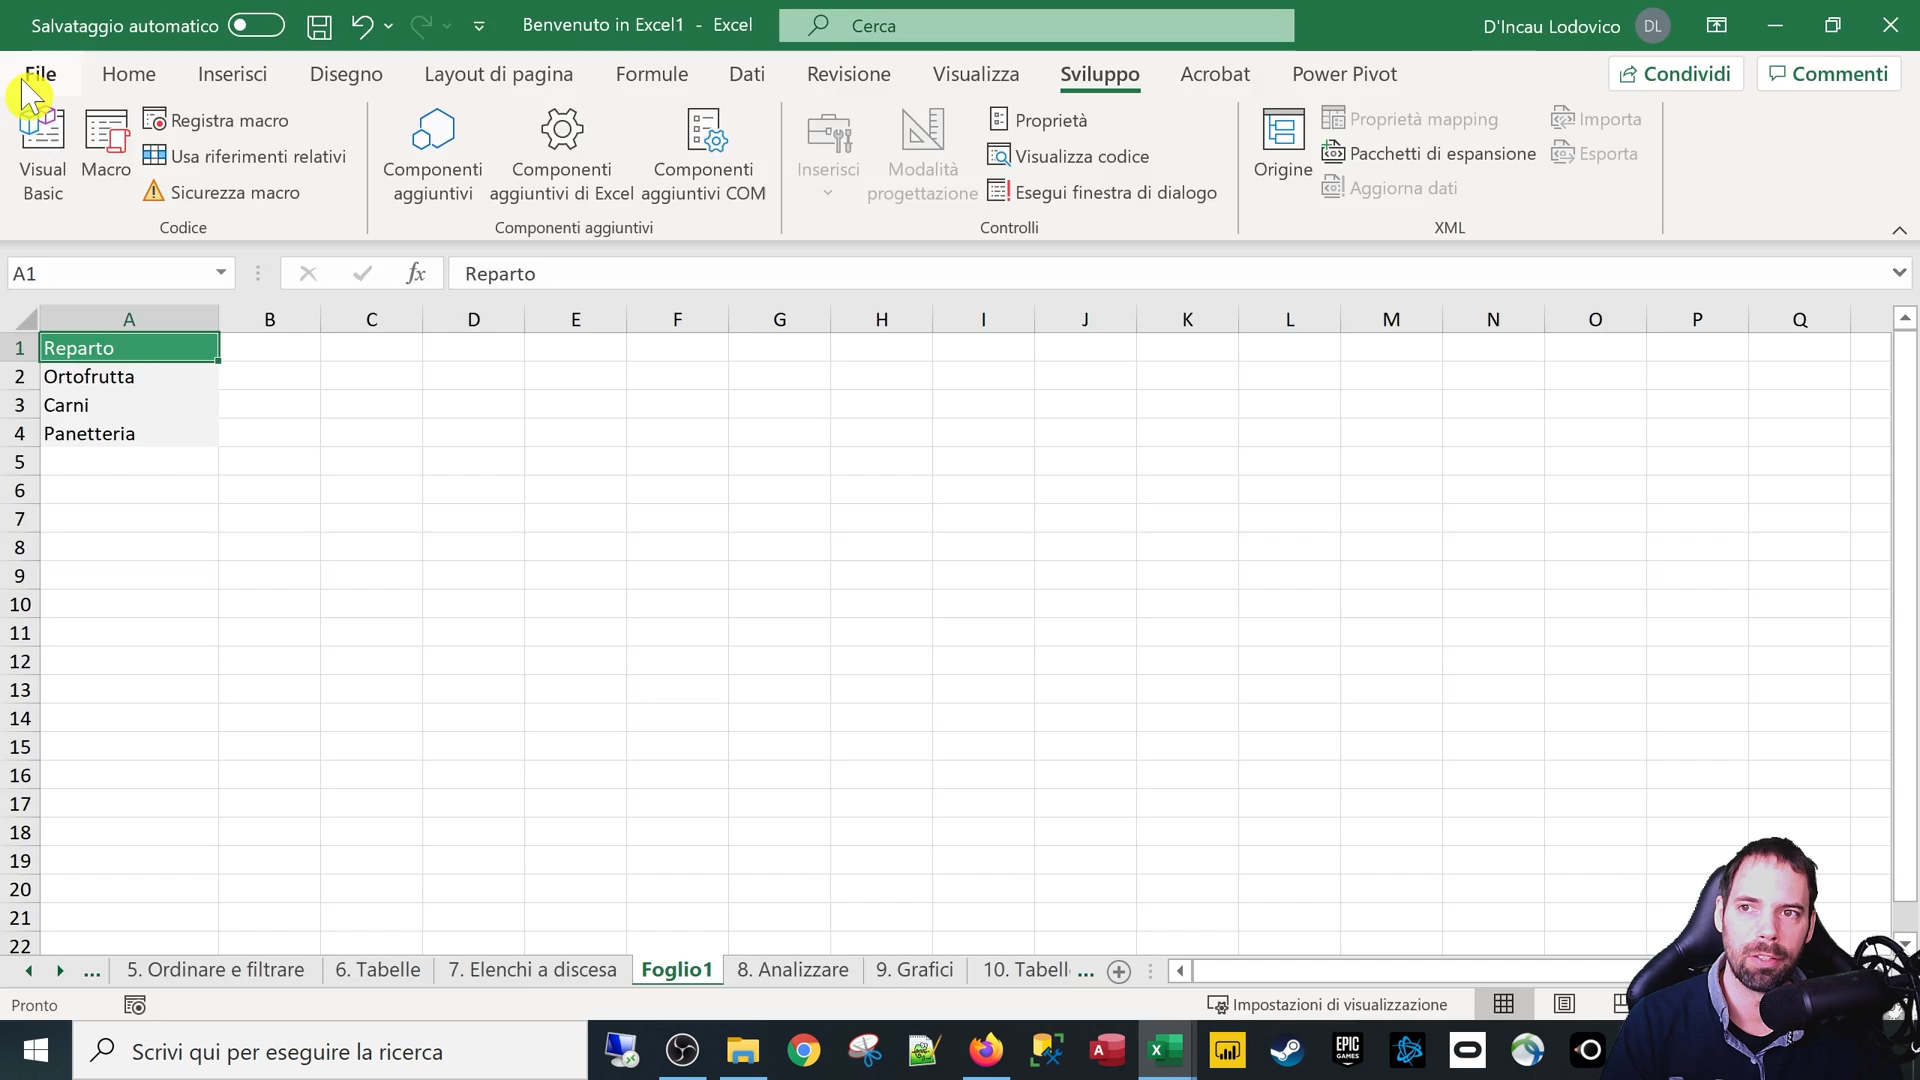 Salvataggio automatico
Benvenuto in Excel1 - Excel
Cerca
D'Incau Lodovico DL
File Home Inserisci Disegno Layout di pagina Formule Dati Revisione Visualizza Sviluppo Acrobat Power Pivot Condividi Commenti
Visual Basic
Macro
Registra macro
Usa riferimenti relativi
Sicurezza macro
Codice
Componenti aggiuntivi
Componenti aggiuntivi di Excel
Componenti aggiuntivi COM
Componenti aggiuntivi
Inserisci
Modalità progettazione
Proprietà
Visualizza codice
Esegui finestra di dialogo
Controlli
Origine
Proprietà mapping
Pacchetti di espansione
Aggiorna dati
Importa
Esporta
XML
A1 fx Reparto
A B C D E F G H I J K L M N O P Q
1 Reparto
2 Ortofrutta
3 Carni
4 Panetteria
5
6
7
8
9
10
11
12
13
14
15
16
17
18
19
20
21
22
... 5. Ordinare e filtrare 6. Tabelle 7. Elenchi a discesa Foglio1 8. Analizzare 9. Grafici 10. Tabell ...
Pronto Impostazioni di visualizzazione
Scrivi qui per eseguire la ricerca
A X EPIC GAMES